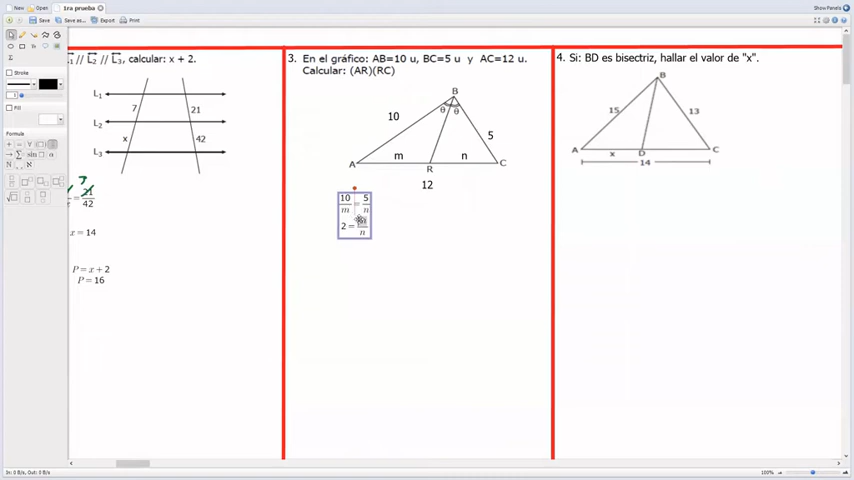 New Open 1ra prueba Show Panels
Save Save as... Export Print
Stroke
Fill
Formula
L₂ // L₃, calcular: x + 2.
L₁
7
21
L₂
x
42
L₃
7
21
= —
42
x = 14
P = x + 2
P = 16
3. En el gráfico: AB=10 u, BC=5 u y AC=12 u.
Calcular: (AR)(RC)
B
10
θ θ
5
m n
A R C
12
10/m = 5/n
2 = m/n
4. Si: BD es bisectriz, hallar el valor de "x".
B
15 13
A x D C
14
In: 0 B/s, Out: 0 B/s
100%